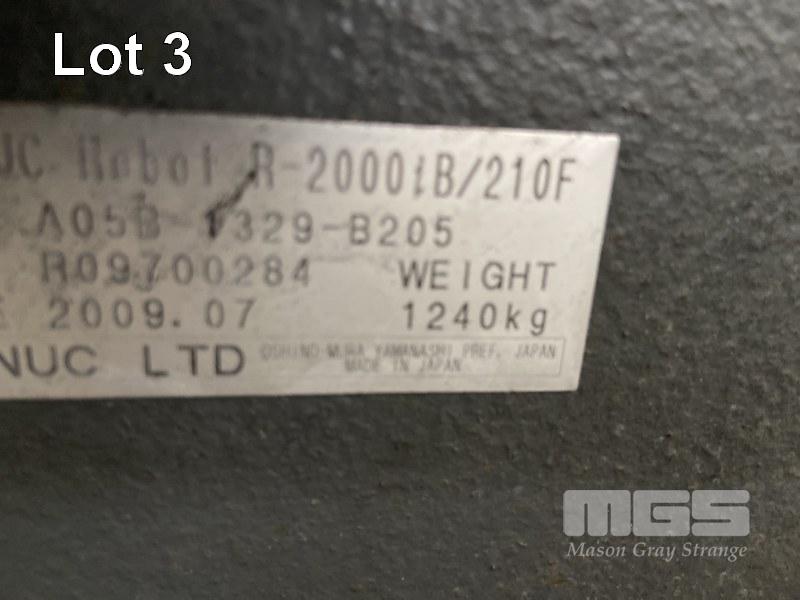 Lot 3
UC Robot R-2000iB/210F
A05B-1329-B205
R09700284 WEIGHT
E 2009.07 1240kg
NUC LTD OSHINO-MURA, YAMANASHI PREF. JAPAN
MADE IN JAPAN
MGS
Mason Gray Strange